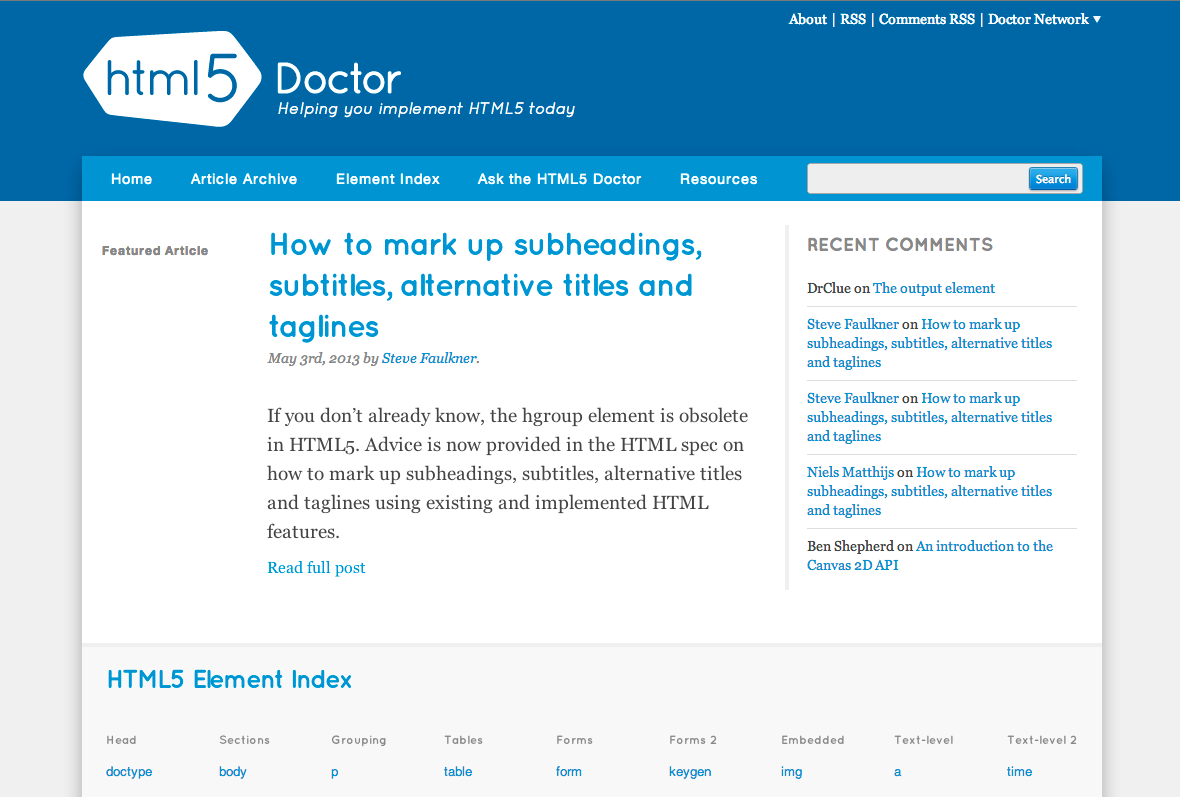 About | RSS | Comments RSS | Doctor Network ▼
html5 Doctor
Helping you implement HTML5 today
Home Article Archive Element Index Ask the HTML5 Doctor Resources Search
Featured Article
How to mark up subheadings,
subtitles, alternative titles and
taglines
May 3rd, 2013 by Steve Faulkner.
If you don’t already know, the hgroup element is obsolete
in HTML5. Advice is now provided in the HTML spec on
how to mark up subheadings, subtitles, alternative titles
and taglines using existing and implemented HTML
features.
Read full post
RECENT COMMENTS
DrClue on The output element
Steve Faulkner on How to mark up
subheadings, subtitles, alternative titles
and taglines
Steve Faulkner on How to mark up
subheadings, subtitles, alternative titles
and taglines
Niels Matthijs on How to mark up
subheadings, subtitles, alternative titles
and taglines
Ben Shepherd on An introduction to the
Canvas 2D API
HTML5 Element Index
Head Sections Grouping Tables Forms Forms 2 Embedded Text-level Text-level 2
doctype body p table form keygen img a time